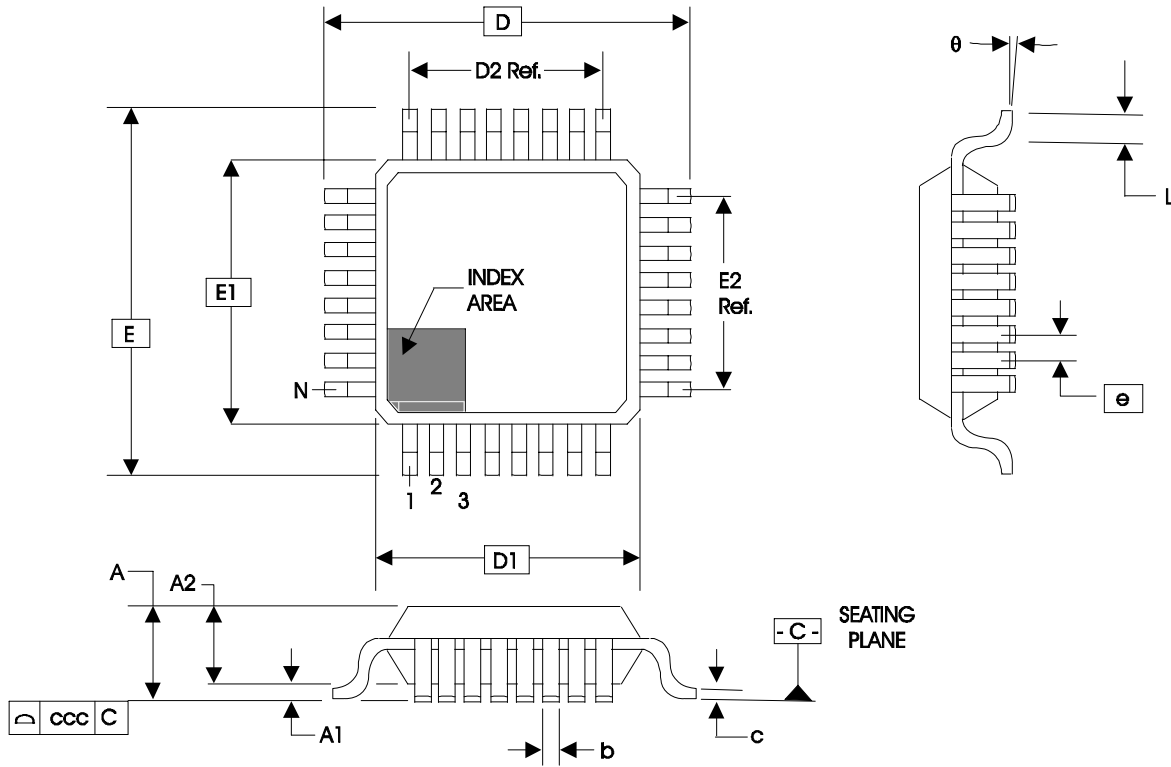 D
D2 Ref.
θ
L
E1
E
INDEX
AREA
E2
Ref.
N
e
1
2
3
D1
A
A2
- C -
SEATING
PLANE
ccc C
A1
b
c